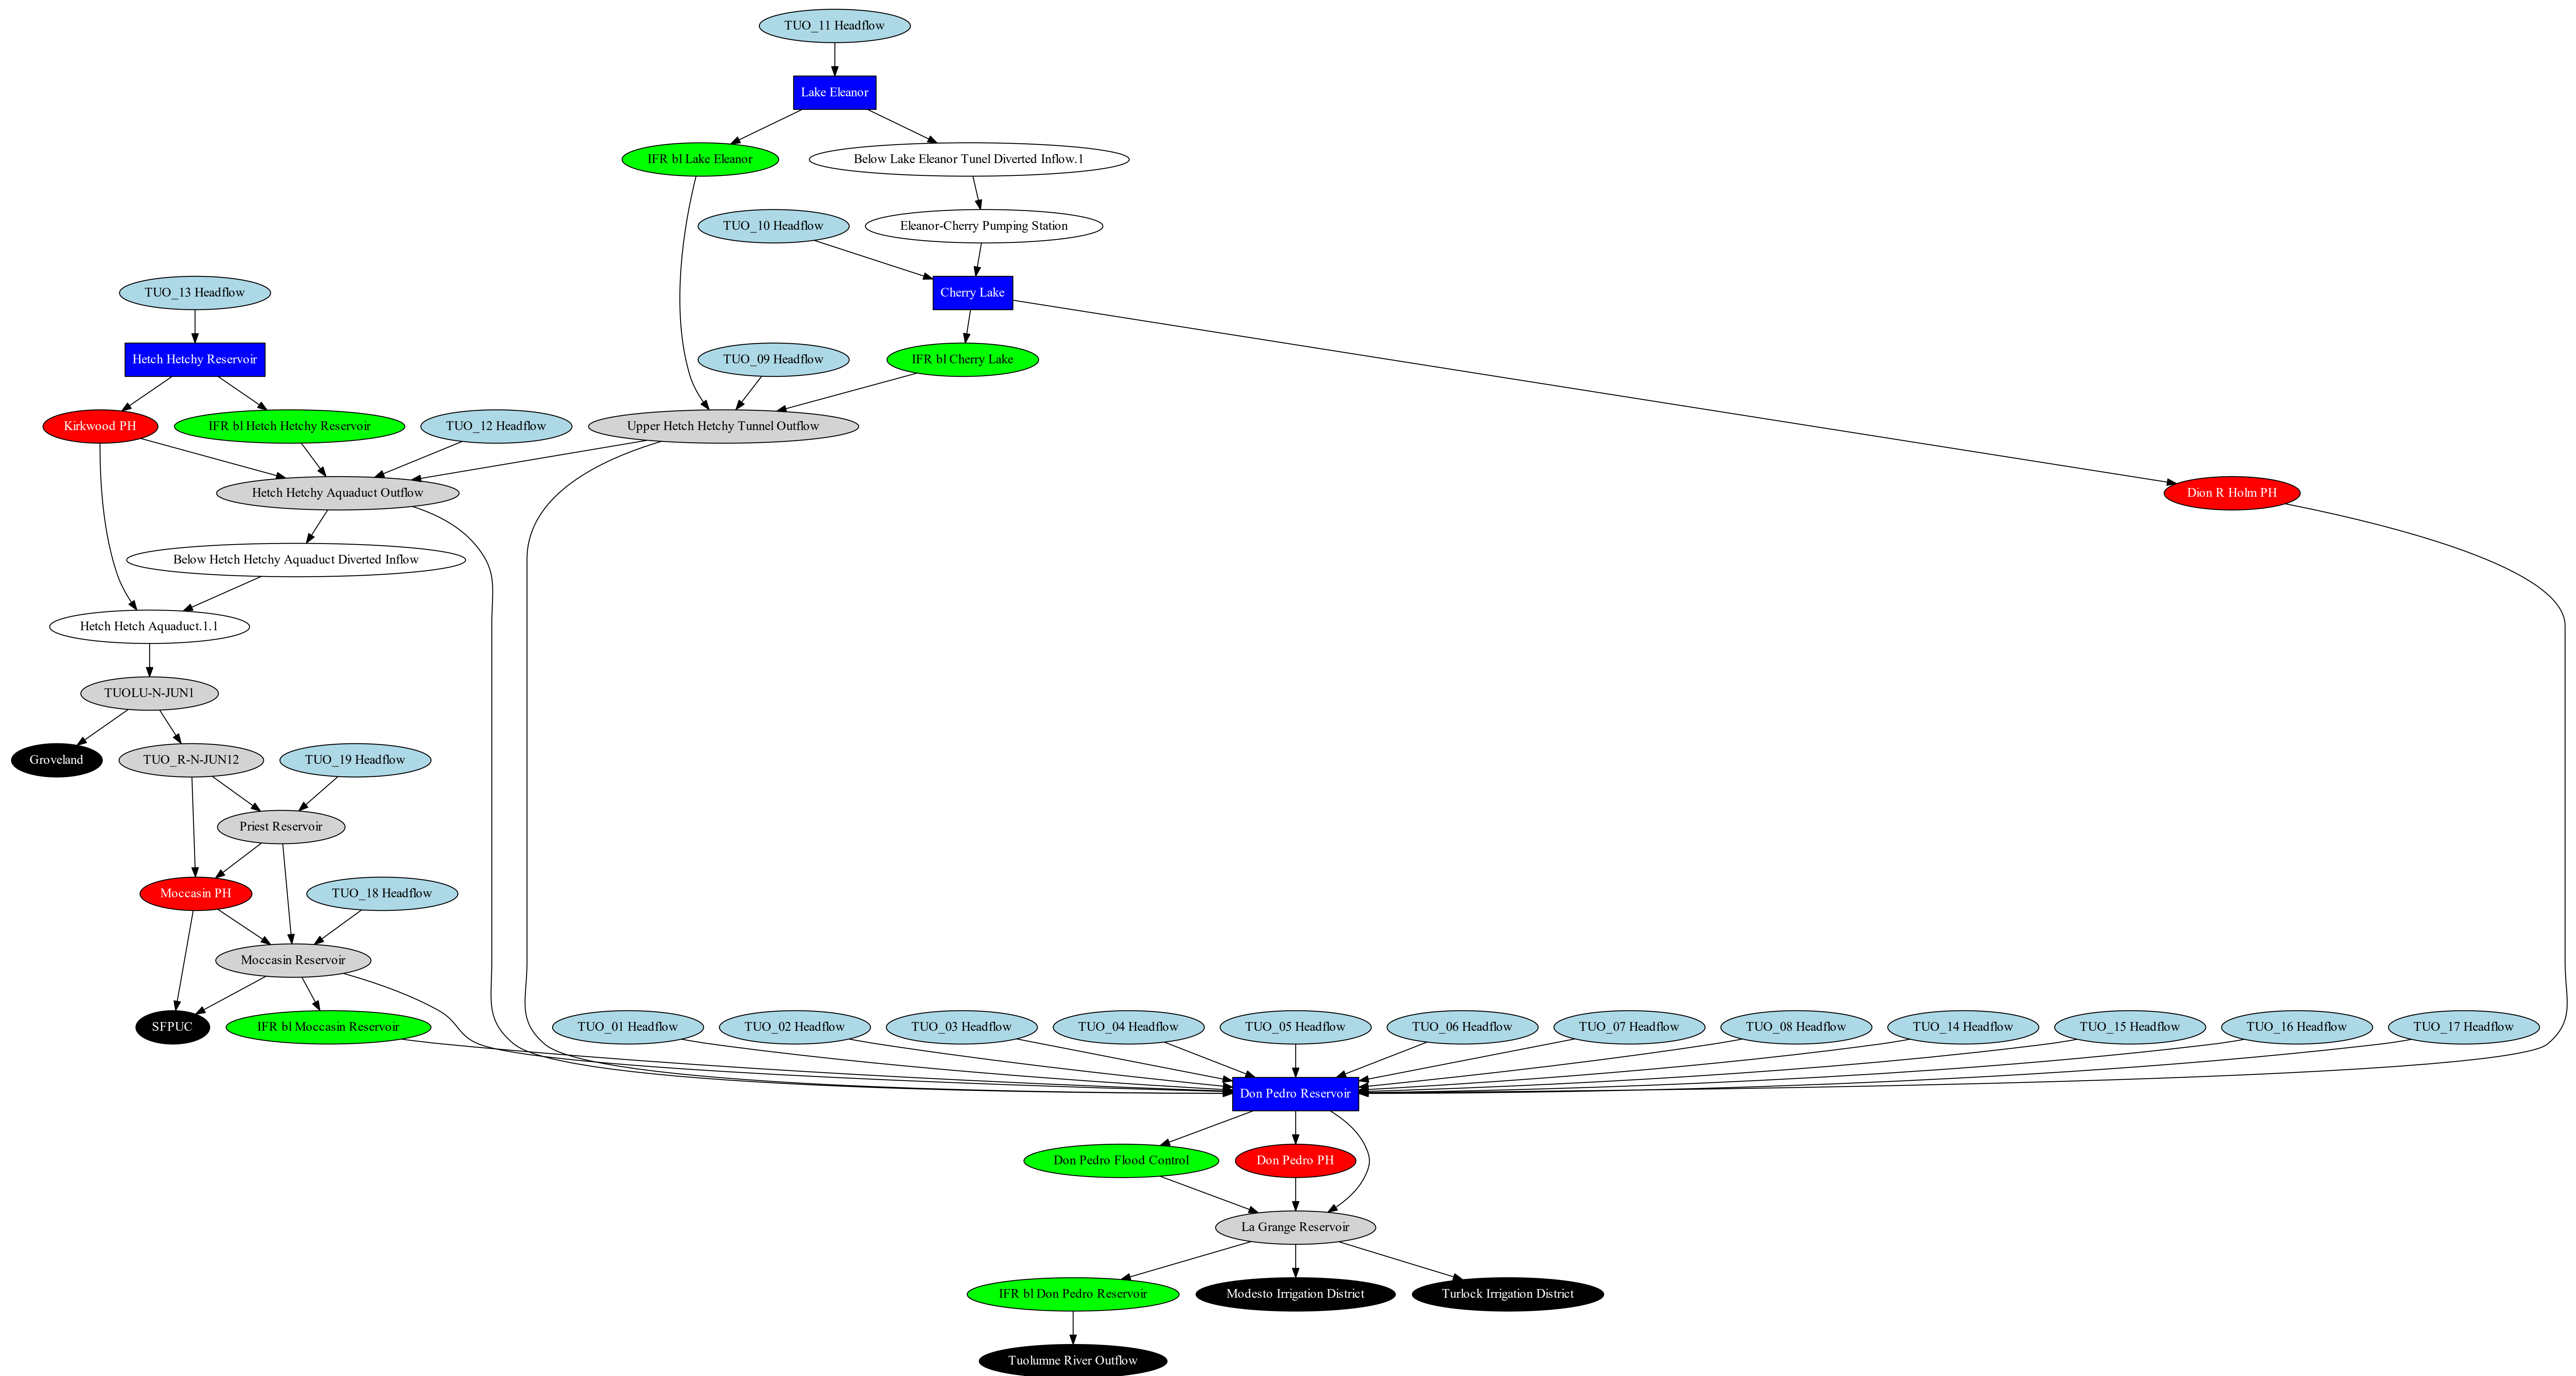 TUO_11 Headflow
Lake Eleanor
IFR bl Lake Eleanor
Below Lake Eleanor Tunel Diverted Inflow.1
TUO_10 Headflow
Eleanor-Cherry Pumping Station
TUO_13 Headflow
Cherry Lake
Hetch Hetchy Reservoir
TUO_09 Headflow
IFR bl Cherry Lake
Kirkwood PH
IFR bl Hetch Hetchy Reservoir
TUO_12 Headflow
Upper Hetch Hetchy Tunnel Outflow
Hetch Hetchy Aquaduct Outflow
Dion R Holm PH
Below Hetch Hetchy Aquaduct Diverted Inflow
Hetch Hetch Aquaduct.1.1
TUOLU-N-JUN1
Groveland
TUO_R-N-JUN12
TUO_19 Headflow
Priest Reservoir
Moccasin PH
TUO_18 Headflow
Moccasin Reservoir
SFPUC
IFR bl Moccasin Reservoir
TUO_01 Headflow
TUO_02 Headflow
TUO_03 Headflow
TUO_04 Headflow
TUO_05 Headflow
TUO_06 Headflow
TUO_07 Headflow
TUO_08 Headflow
TUO_14 Headflow
TUO_15 Headflow
TUO_16 Headflow
TUO_17 Headflow
Don Pedro Reservoir
Don Pedro Flood Control
Don Pedro PH
La Grange Reservoir
IFR bl Don Pedro Reservoir
Modesto Irrigation District
Turlock Irrigation District
Tuolumne River Outflow